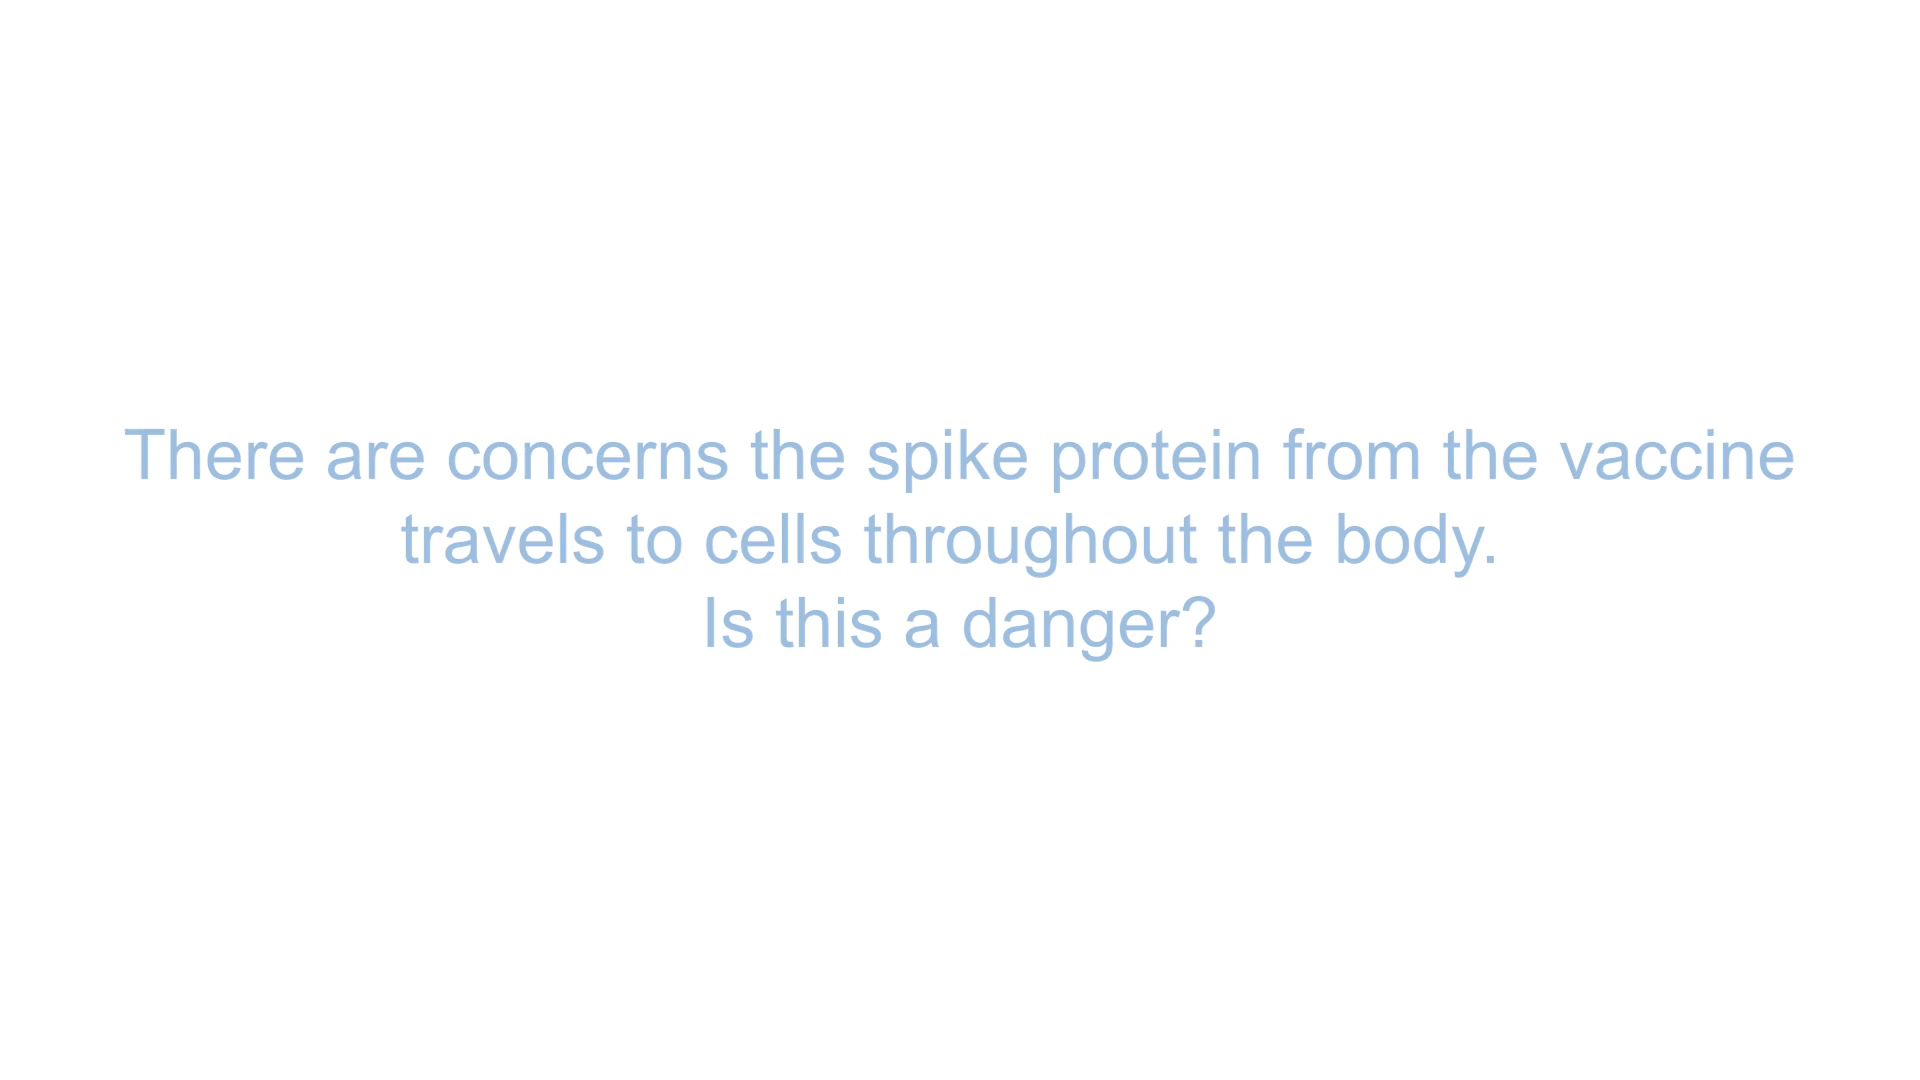 There are concerns the spike protein from the vaccine
travels to cells throughout the body.
Is this a danger?